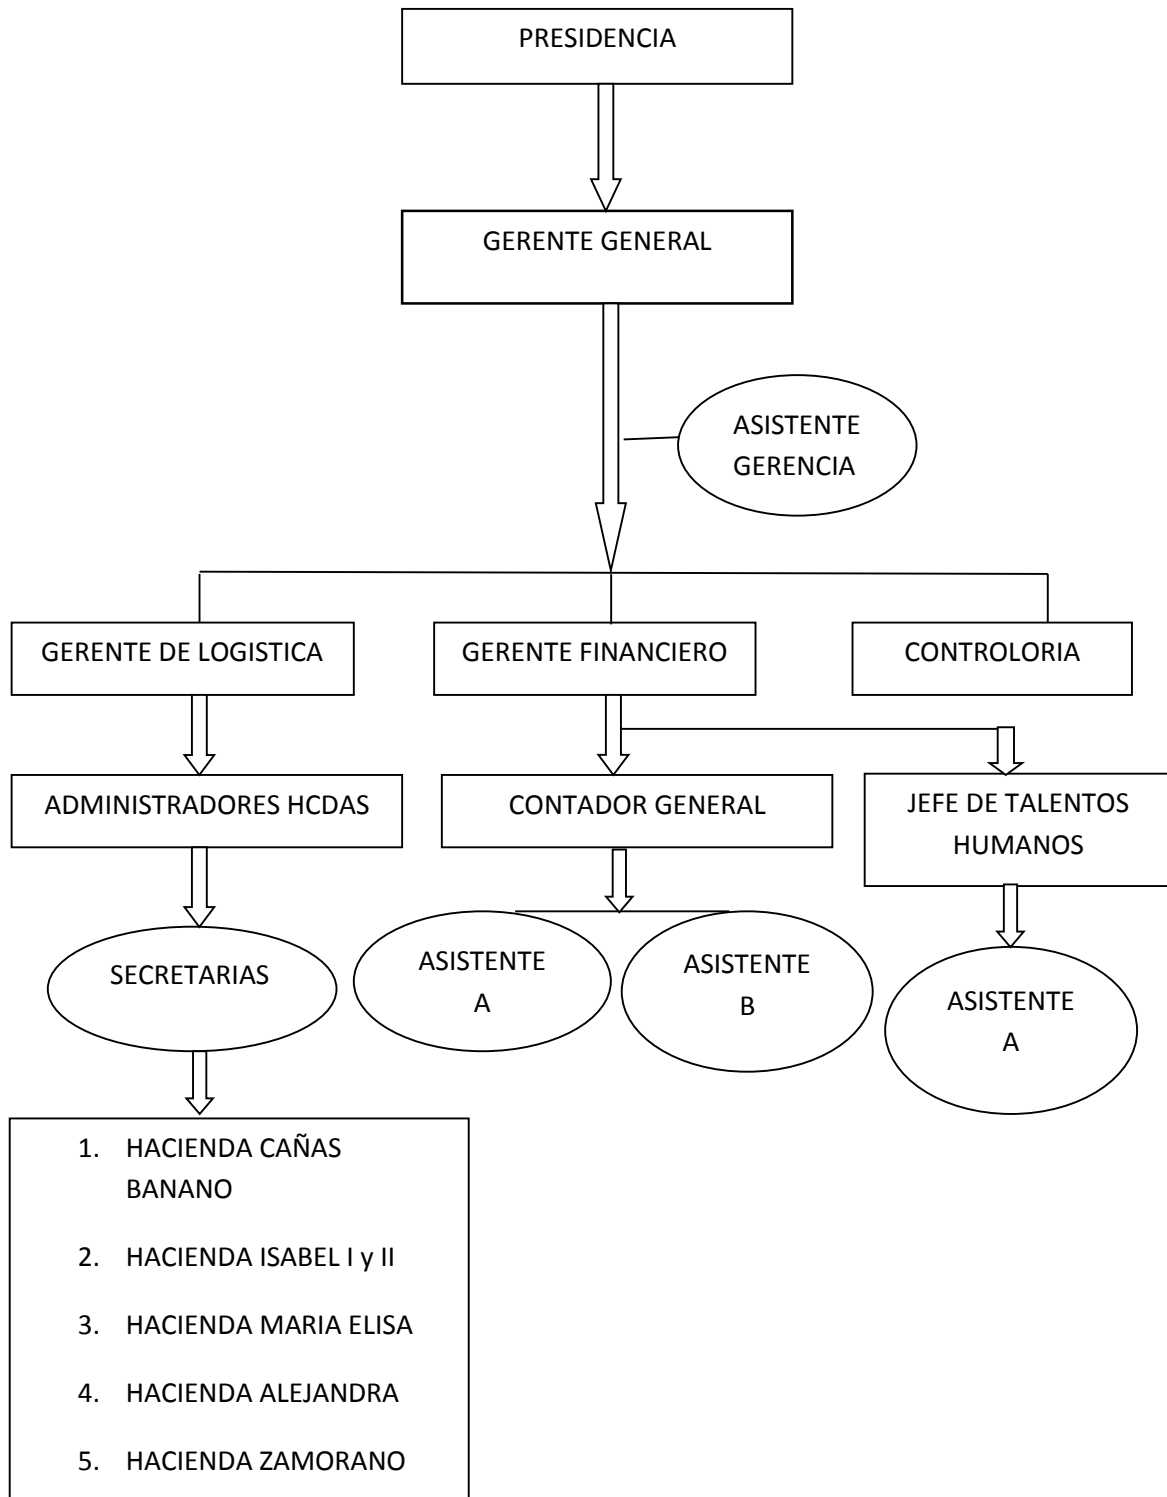 PRESIDENCIA
GERENTE GENERAL
ASISTENTE
GERENCIA
GERENTE DE LOGISTICA
GERENTE FINANCIERO
CONTROLORIA
ADMINISTRADORES HCDAS
CONTADOR GENERAL
JEFE DE TALENTOS
HUMANOS
SECRETARIAS
ASISTENTE
A
ASISTENTE
B
ASISTENTE
A
1. HACIENDA CAÑAS
BANANO
2. HACIENDA ISABEL I y II
3. HACIENDA MARIA ELISA
4. HACIENDA ALEJANDRA
5. HACIENDA ZAMORANO